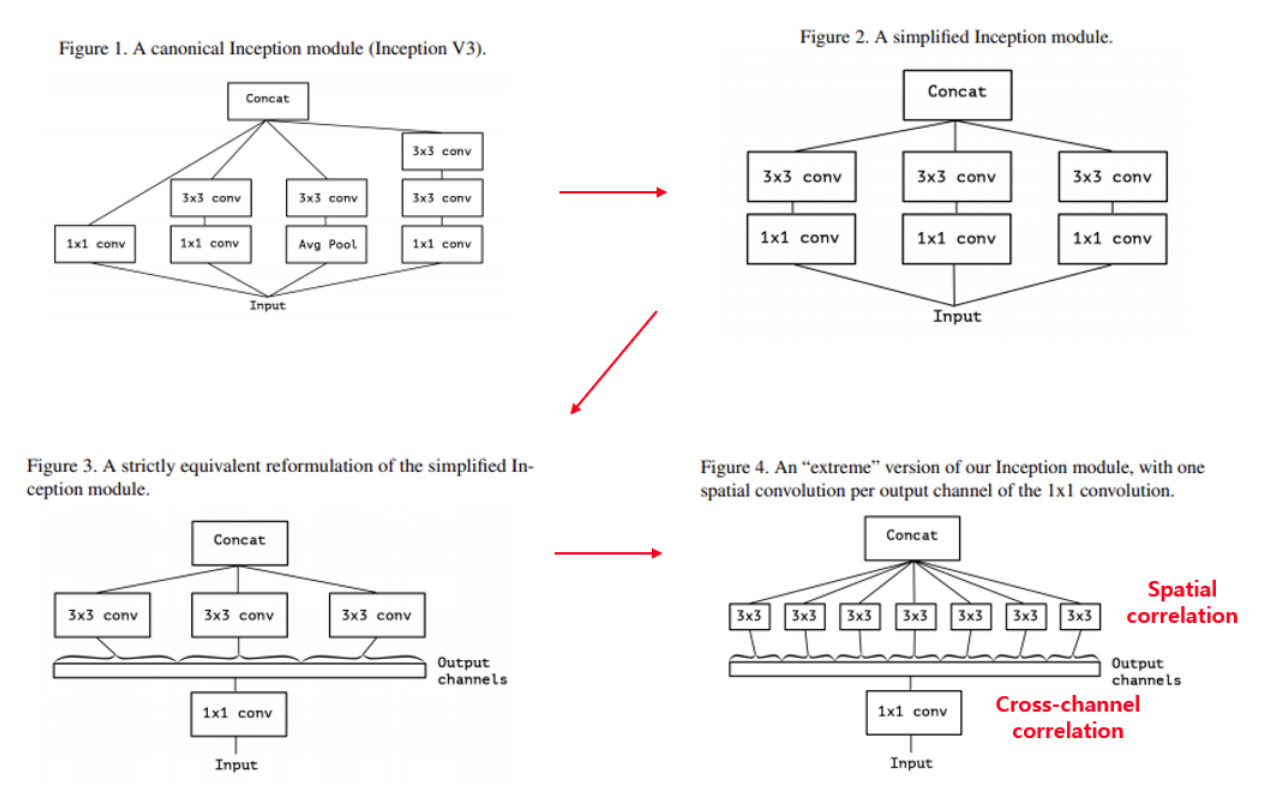 Figure 1. A canonical Inception module (Inception V3).
Concat
3x3 conv
3x3 conv
3x3 conv
3x3 conv
1x1 conv
1x1 conv
Avg Pool
1x1 conv
Input
Figure 2. A simplified Inception module.
Concat
3x3 conv
3x3 conv
3x3 conv
1x1 conv
1x1 conv
1x1 conv
Input
Figure 3. A strictly equivalent reformulation of the simplified In-
ception module.
Concat
3x3 conv
3x3 conv
3x3 conv
Output
channels
1x1 conv
Input
Figure 4. An “extreme” version of our Inception module, with one
spatial convolution per output channel of the 1x1 convolution.
Concat
3x3
3x3
3x3
3x3
3x3
3x3
3x3
Spatial
correlation
Output
channels
1x1 conv
Cross-channel
correlation
Input